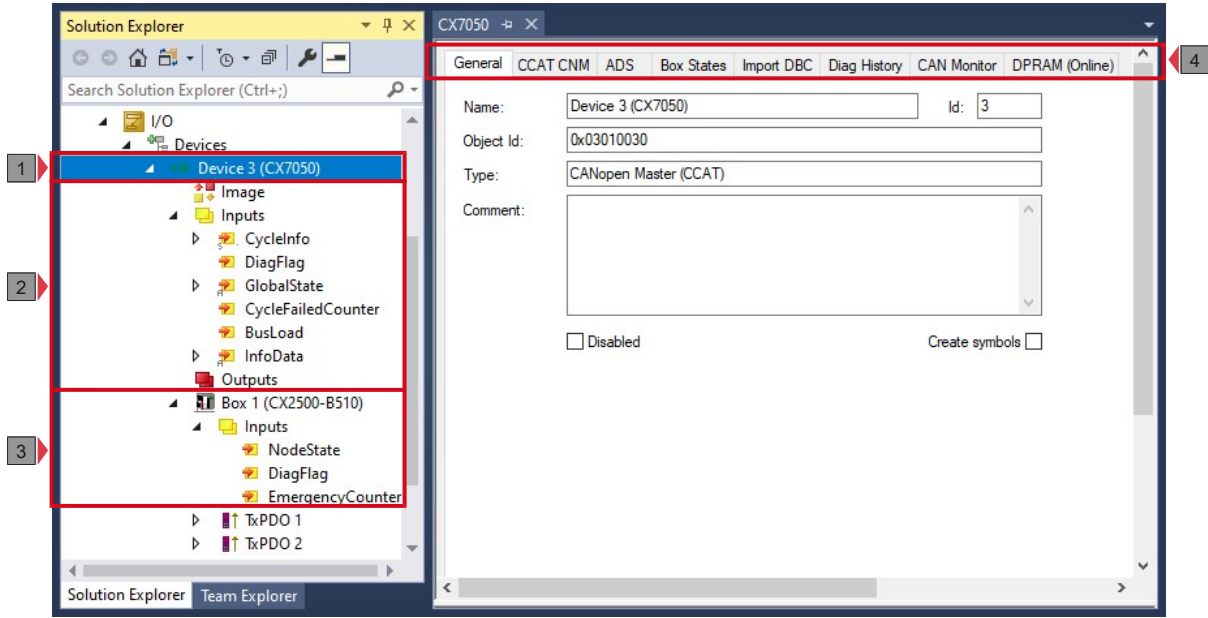 Solution Explorer
Search Solution Explorer (Ctrl+;)
I/O
Devices
1
Device 3 (CX7050)
Image
Inputs
CycleInfo
DiagFlag
2
GlobalState
CycleFailedCounter
BusLoad
InfoData
Outputs
Box 1 (CX2500-B510)
Inputs
3
NodeState
DiagFlag
EmergencyCounter
TxPDO 1
TxPDO 2
Solution Explorer Team Explorer
CX7050
General CCAT CNM ADS Box States Import DBC Diag History CAN Monitor DPRAM (Online)
4
Name: Device 3 (CX7050) Id: 3
Object Id: 0x03010030
Type: CANopen Master (CCAT)
Comment:
Disabled Create symbols